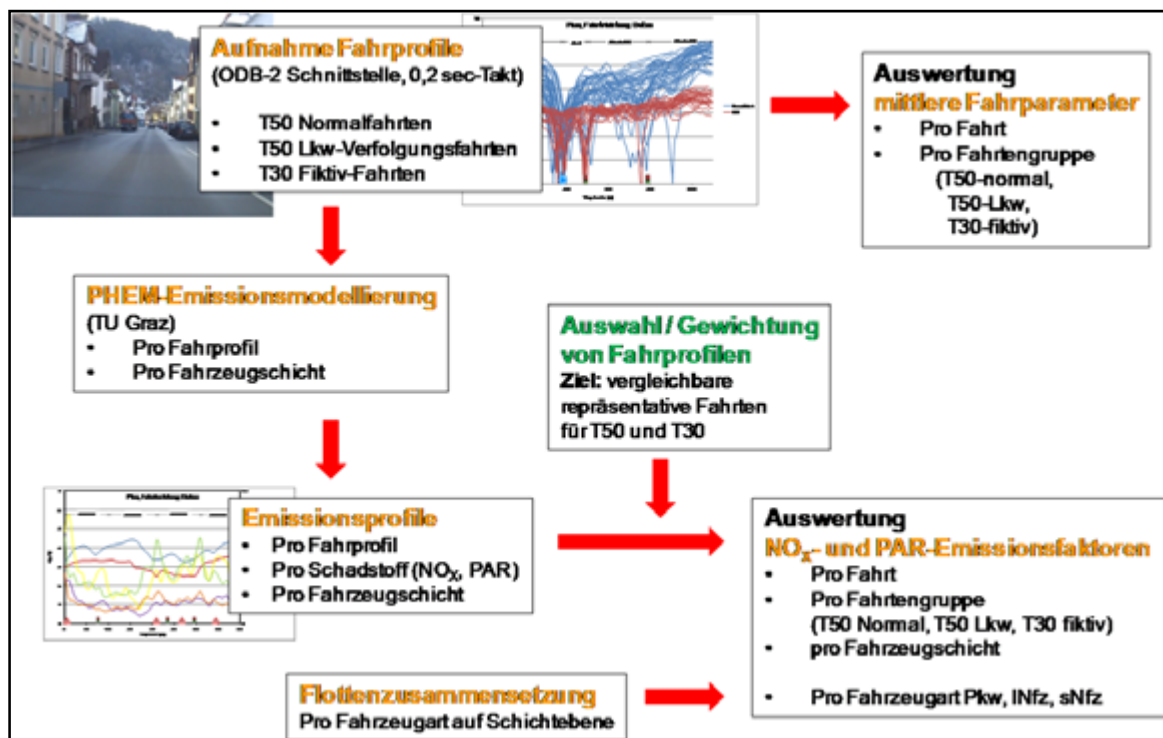 Aufnahme Fahrprofile
(ODB-2 Schnittstelle, 0,2 sec-Takt)
• T50 Normalfahrten
• T50 Lkw-Verfolgungsfahrten
• T30 Fiktiv-Fahrten
Auswertung
mittlere Fahrparameter
• Pro Fahrt
• Pro Fahrtengruppe
(T50-normal,
T50-Lkw,
T30-fiktiv)
PHEM-Emissionsmodellierung
(TU Graz)
• Pro Fahrprofil
• Pro Fahrzeugschicht
Auswahl / Gewichtung
von Fahrprofilen
Ziel: vergleichbare
repräsentative Fahrten
für T50 und T30
Emissionsprofile
• Pro Fahrprofil
• Pro Schadstoff (NOX, PAR)
• Pro Fahrzeugschicht
Auswertung
NOx- und PAR-Emissionsfaktoren
• Pro Fahrt
• Pro Fahrtengruppe
(T50 Normal, T50 Lkw, T30 fiktiv)
• pro Fahrzeugschicht
• Pro Fahrzeugart Pkw, lNfz, sNfz
Flottenzusammensetzung
Pro Fahrzeugart auf Schichtebene